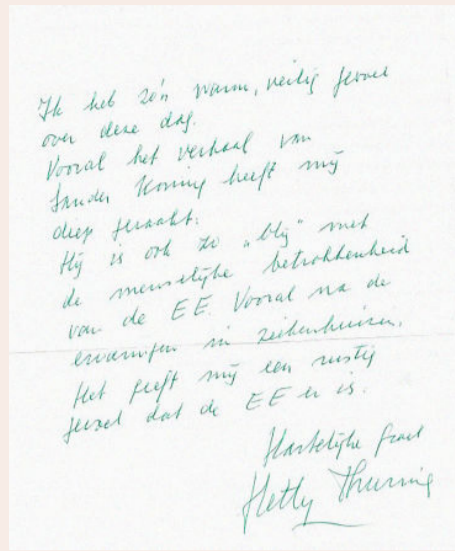 Ik heb zo'n warm, veilig gevoel
over deze dag.
Vooral het verhaal van
Sander Koning heeft mij
diep geraakt.
Hij is ook zo „blij" met
de menselijke betrokkenheid
van de EE. Vooral na de
ervaringen in ziekenhuizen.
Het geeft mij een rustig
gevoel dat de EE er is.
Hartelijke groet
Hetty Thuring